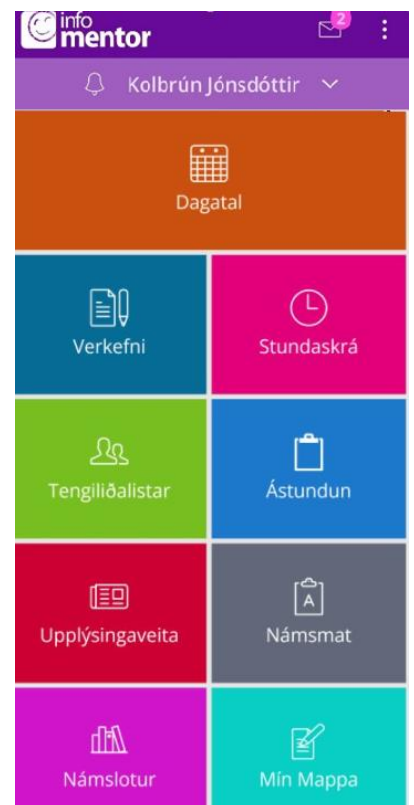 info
mentor
2
Kolbrún Jónsdóttir
Dagatal
Verkefni
Stundaskrá
Tengiliðalistar
Ástundun
Upplýsingaveita
A
Námsmat
Námslotur
Mín Mappa